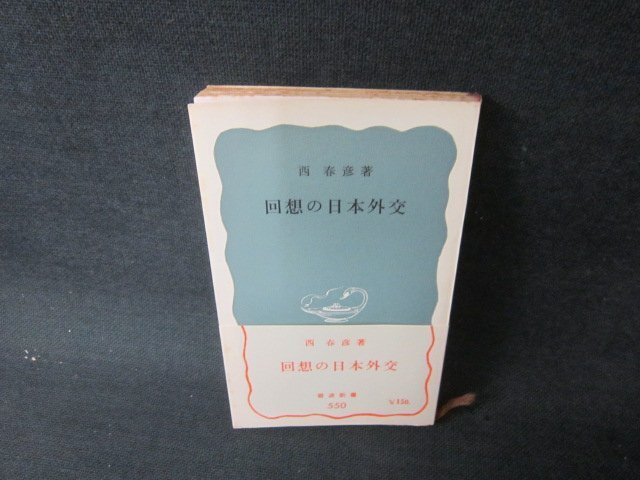 西 春彦著
回想の日本外交
西 春彦著
回想の日本外交
岩波新書
550
¥150.